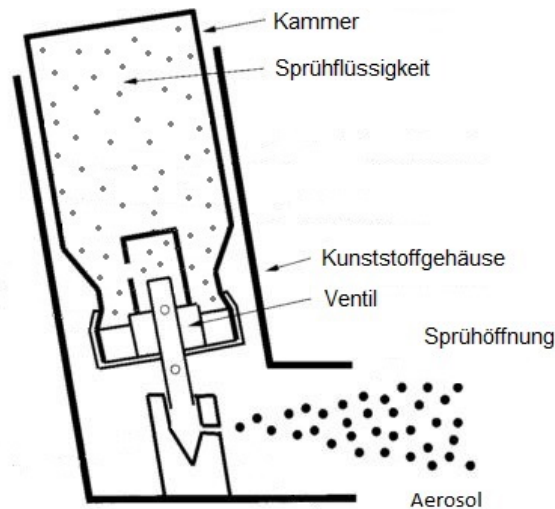 Kammer
Sprühflüssigkeit
Kunststoffgehäuse
Ventil
Sprühöffnung
Aerosol